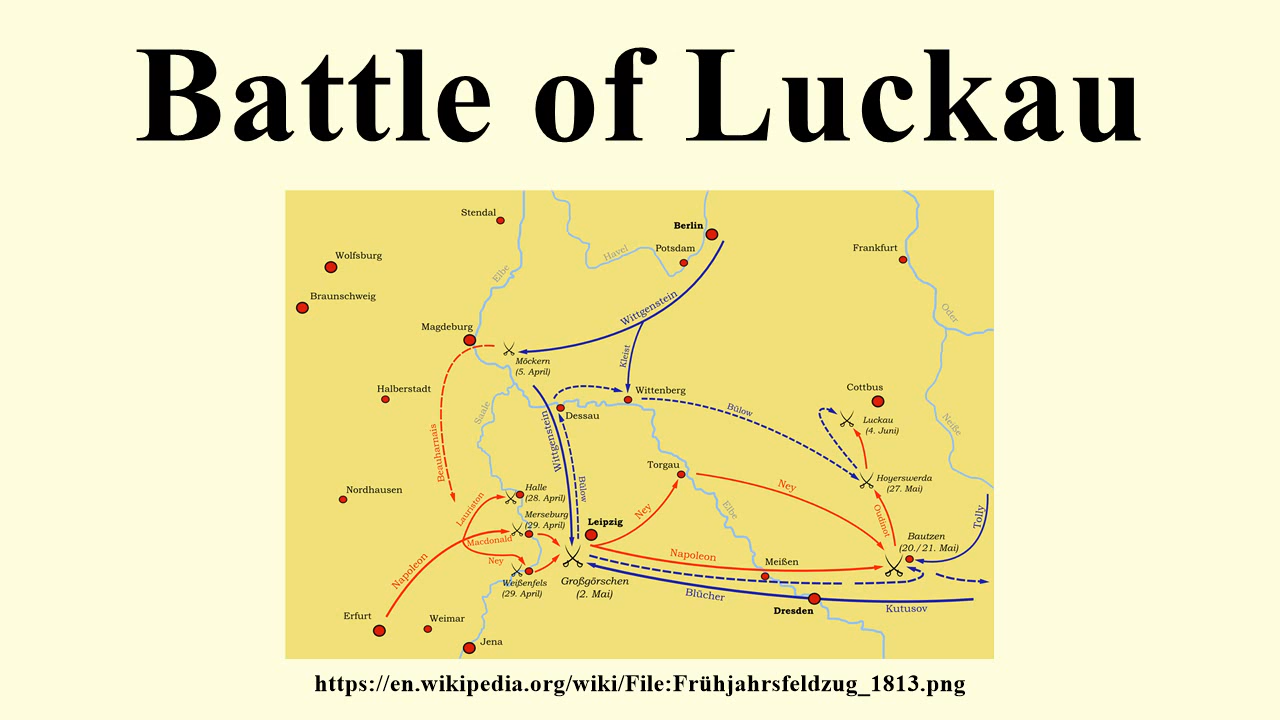 Battle of Luckau
Stendal
Berlin
Havel
Potsdam
Frankfurt
Wolfsburg
Elbe
Braunschweig
Wittgenstein
Oder
Magdeburg
Möckern
(5. April)
Kleist
Halberstadt
Wittenberg
Cottbus
Saale
Dessau
Bülow
Luckau
(4. Juni)
Neiße
Beauharnais
Wittgenstein
Bülow
Torgau
Hoyerswerda
(27. Mai)
Nordhausen
Halle
(28. April)
Ney
Ney
Lauriston
Merseburg
(29. April)
Leipzig
Elbe
Oudinot
Tolly
Macdonald
Bautzen
(20./21. Mai)
Napoleon
Ney
Napoleon
Meißen
Weißenfels
(29. April)
Großgörschen
(2. Mai)
Blücher
Dresden
Kutusov
Erfurt
Weimar
Jena
https://en.wikipedia.org/wiki/File:Frühjahrsfeldzug_1813.png